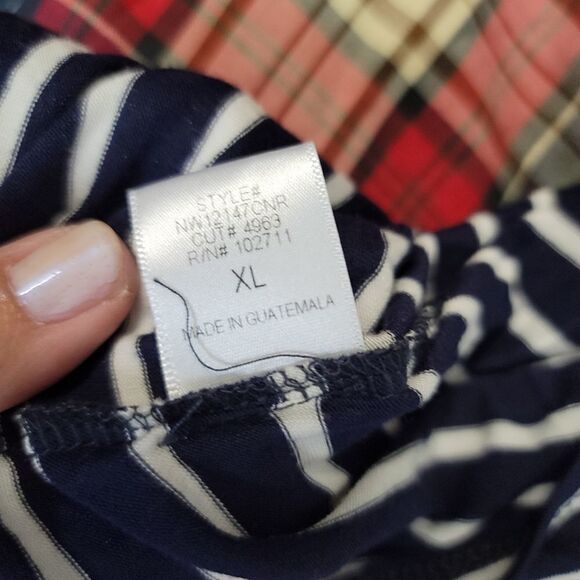 STYLE#
NW12147CNR
CUT# 4963
R/N# 102711
XL
MADE IN GUATEMALA